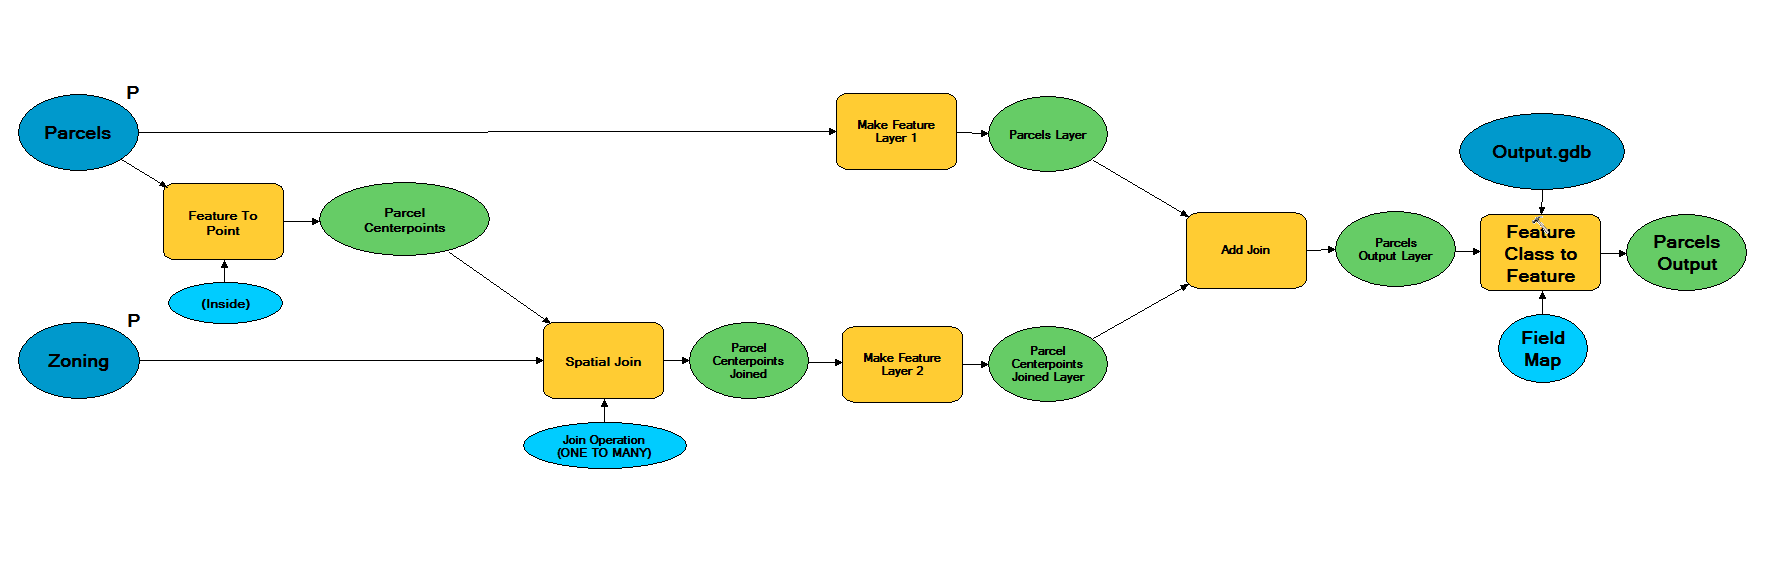 P
Parcels
Make Feature
Layer 1
Parcels Layer
Output.gdb
Feature To
Point
Parcel
Centerpoints
(Inside)
Add Join
Parcels
Output Layer
Feature
Class to
Feature
Parcels
Output
P
Zoning
Spatial Join
Parcel
Centerpoints
Joined
Make Feature
Layer 2
Parcel
Centerpoints
Joined Layer
Field
Map
Join Operation
(ONE TO MANY)